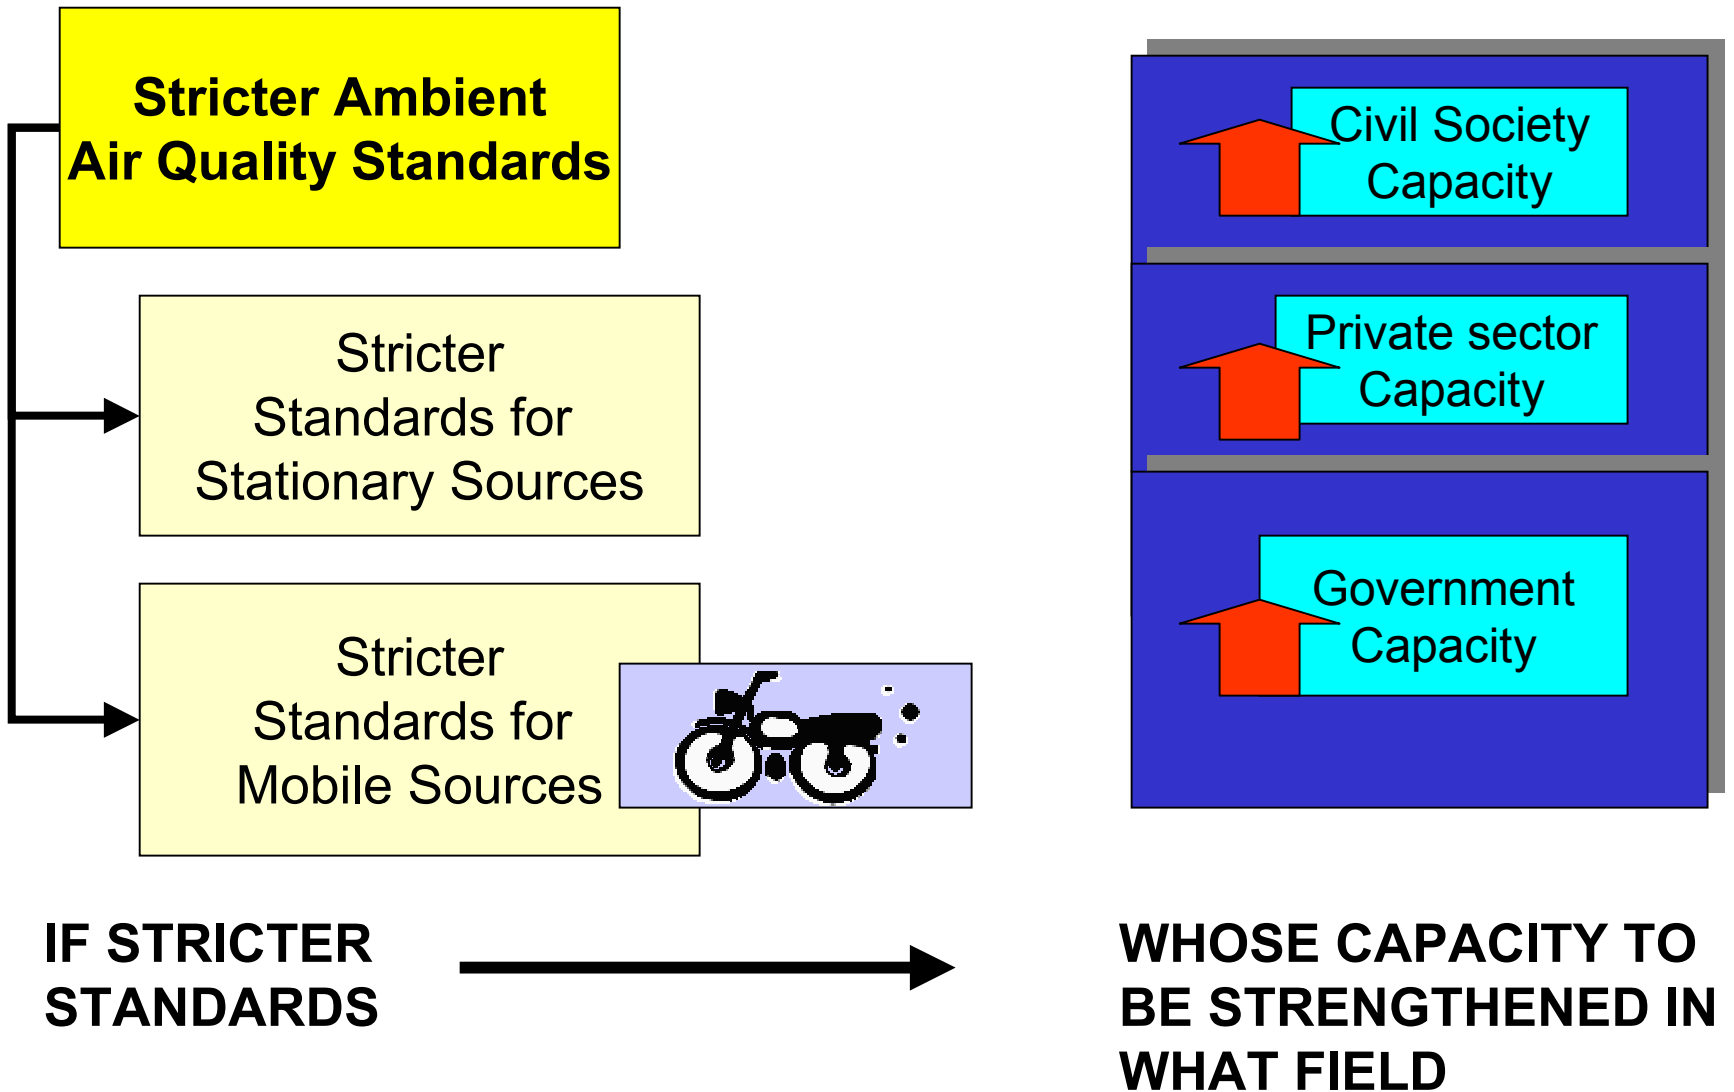 Stricter Ambient
Air Quality Standards
Stricter
Standards for
Stationary Sources
Stricter
Standards for
Mobile Sources
Civil Society
Capacity
Private sector
Capacity
Government
Capacity
IF STRICTER
STANDARDS
WHOSE CAPACITY TO
BE STRENGTHENED IN
WHAT FIELD